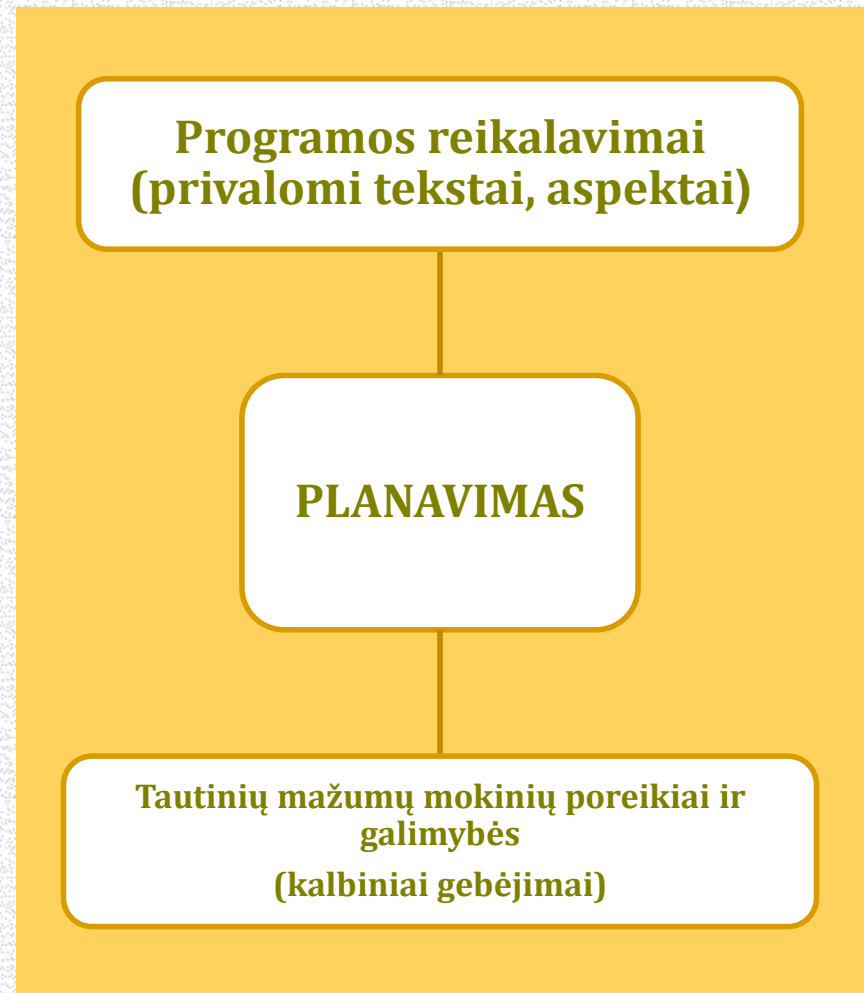 Programos reikalavimai
(privalomi tekstai, aspektai)
PLANAVIMAS
Tautinių mažumų mokinių poreikiai ir
galimybės
(kalbiniai gebėjimai)